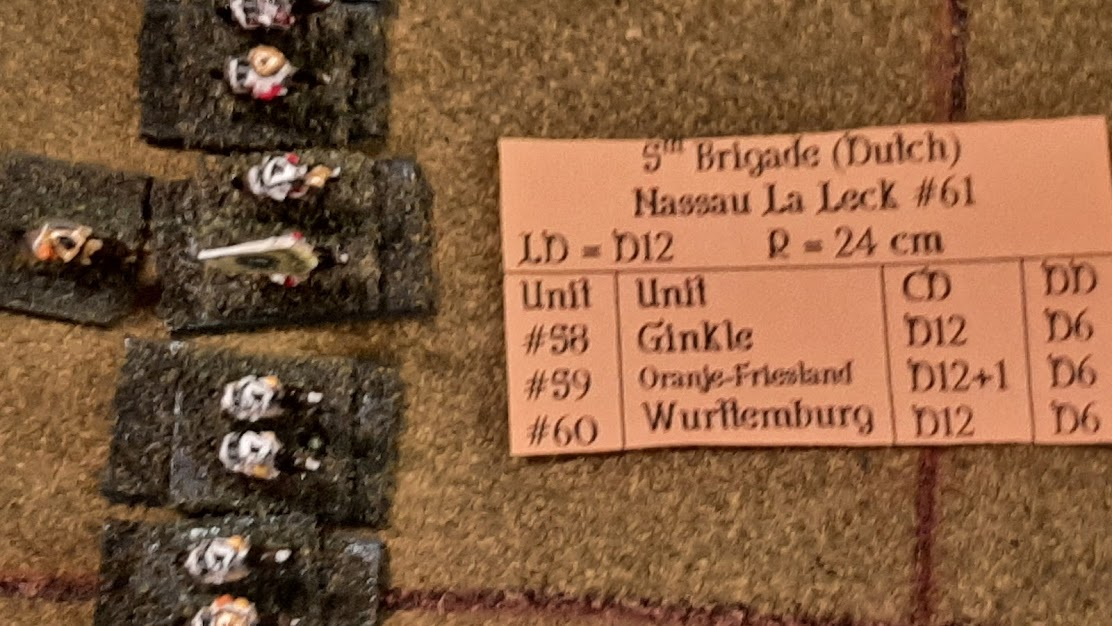 5th Brigade (Dutch)
Nassau La Leck #61
LD = D12 R = 24 cm
Unit Unit CD DD
#58 Ginkle D12 D6
#59 Oranje-Friesland D12+1 D6
#60 Wurttemburg D12 D6